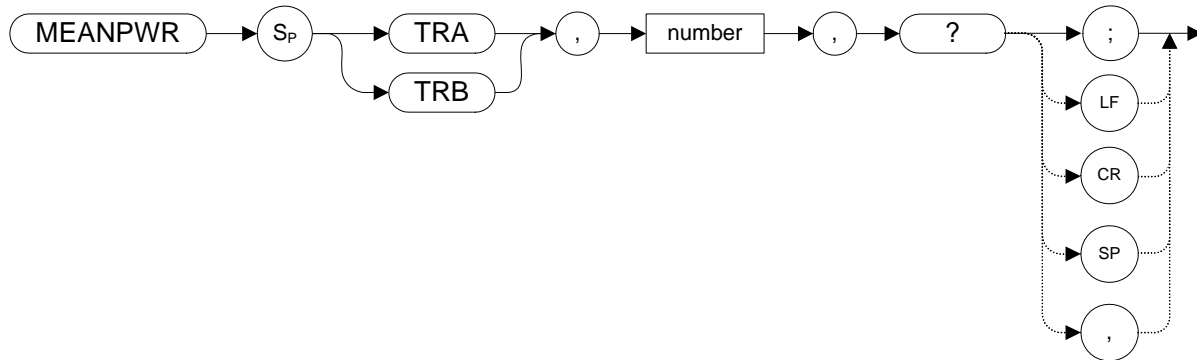 MEANPWR SP TRA , number , ? ;
TRB LF
CR
SP
,